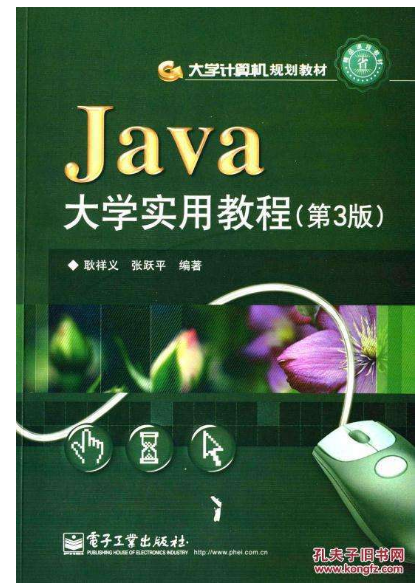 大学计算机规划教材
省
Java
大学实用教程(第3版)
◆ 耿祥义 张跃平 编著
電子工業出版社
PUBLISHING HOUSE OF ELECTRONICS INDUSTRY http://www.phei.com.cn
孔夫子旧书网
www.kongfz.com